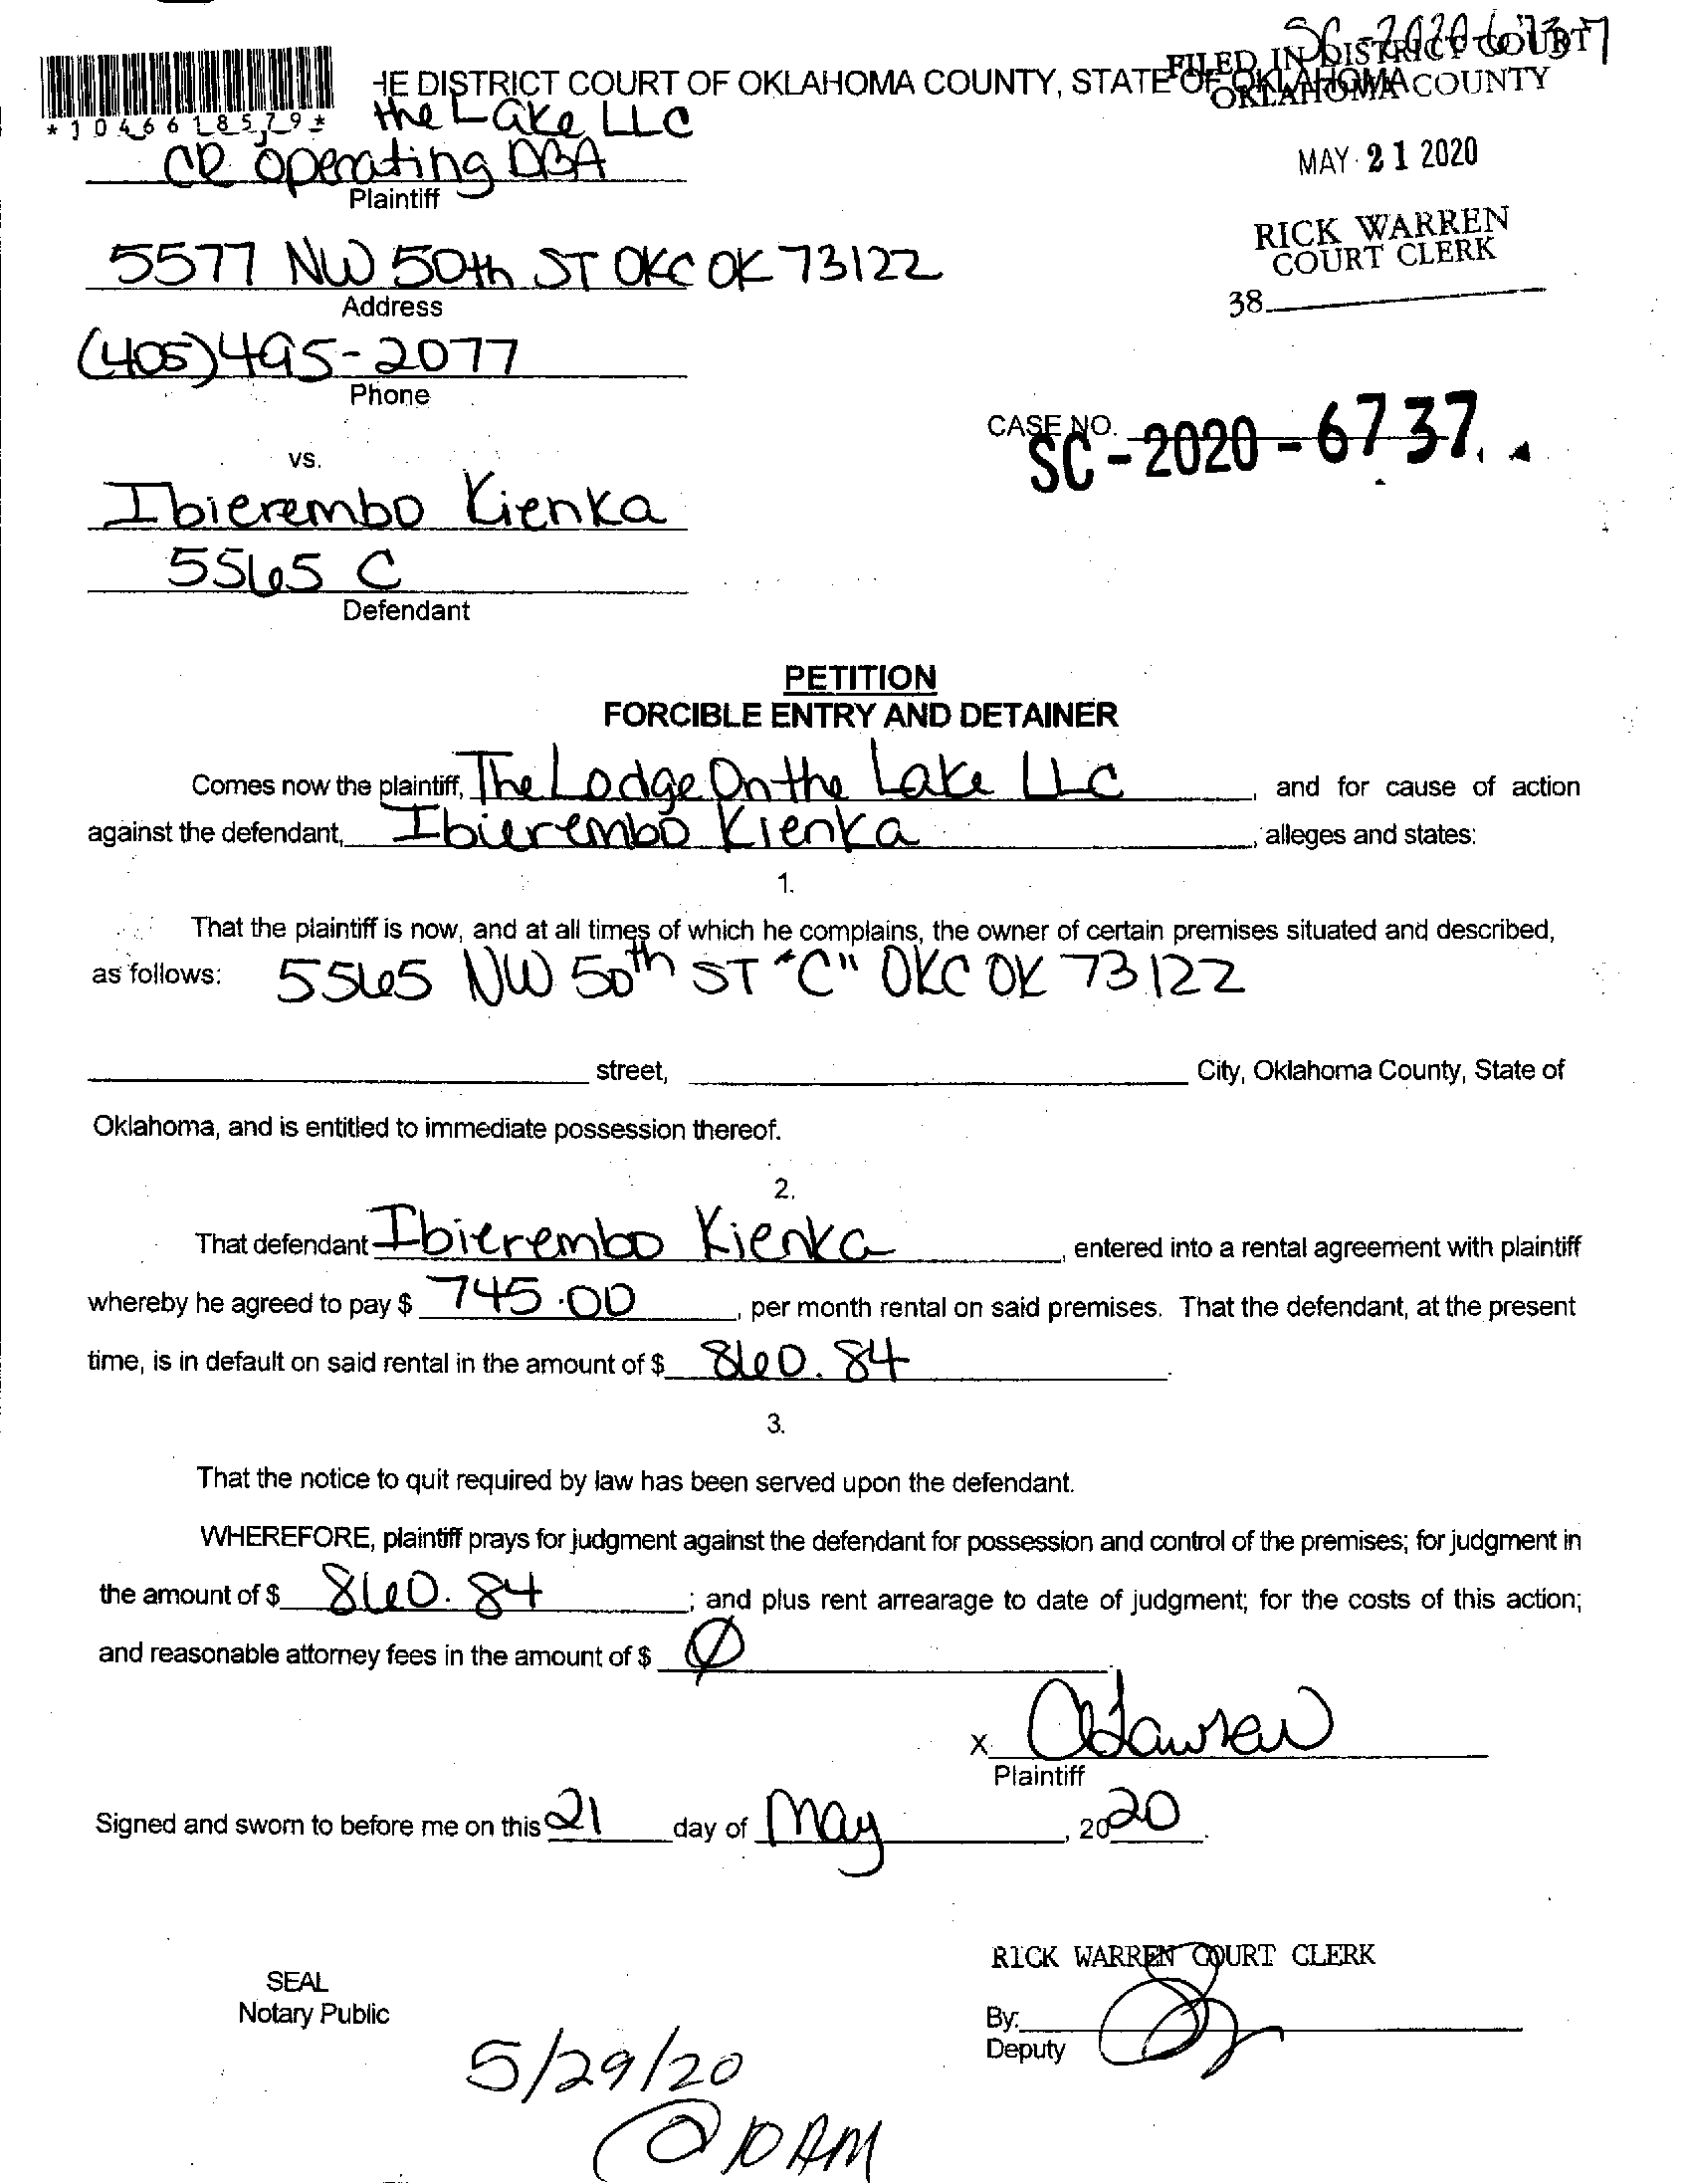 SC-2020-6737
FILED IN DISTRICT COURT
HE DISTRICT COURT OF OKLAHOMA COUNTY, STATE OF OKLAHOMA
OKLAHOMA COUNTY
*1046618579*
the Lake LLC
CR Operating DBA
Plaintiff
MAY 21 2020
5577 NW 50th ST OKC OK 73122
Address
RICK WARREN
COURT CLERK
38
(405)495-2077
Phone
CASE NO. SC-2020-6737
vs.
Ibierembo Kienka
5565 C
Defendant
PETITION
FORCIBLE ENTRY AND DETAINER
Comes now the plaintiff, The Lodge On the Lake LLC, and for cause of action
against the defendant, Ibierembo Kienka, alleges and states:
1.
That the plaintiff is now, and at all times of which he complains, the owner of certain premises situated and described,
as follows: 5565 NW 50th ST "C" OKC OK 73122
street, City, Oklahoma County, State of
Oklahoma, and is entitled to immediate possession thereof.
2.
That defendant Ibierembo Kienka, entered into a rental agreement with plaintiff
whereby he agreed to pay $ 745.00, per month rental on said premises. That the defendant, at the present
time, is in default on said rental in the amount of $ 860.84.
3.
That the notice to quit required by law has been served upon the defendant.
WHEREFORE, plaintiff prays for judgment against the defendant for possession and control of the premises; for judgment in
the amount of $ 860.84; and plus rent arrearage to date of judgment; for the costs of this action;
and reasonable attorney fees in the amount of $ Ø.
X
Plaintiff
Signed and sworn to before me on this 21 day of May, 2020.
RICK WARREN COURT CLERK
SEAL
Notary Public
By:
Deputy
5/29/20
@ 10 AM